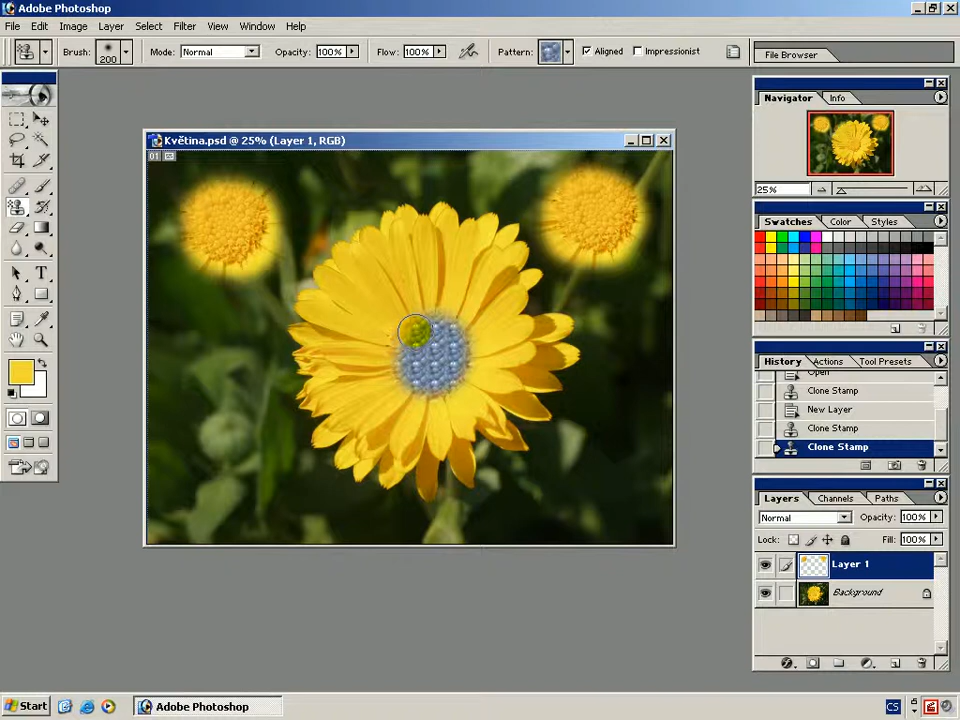 Adobe Photoshop
File Edit Image Layer Select Filter View Window Help
Brush: 200 Mode: Normal Opacity: 100% Flow: 100% Pattern: Aligned Impressionist File Browser
Květina.psd @ 25% (Layer 1, RGB)
01
Navigator Info
25%
Swatches Color Styles
History Actions Tool Presets
Open
Clone Stamp
New Layer
Clone Stamp
Clone Stamp
Layers Channels Paths
Normal Opacity: 100%
Lock: Fill: 100%
Layer 1
Background
Start Adobe Photoshop CS